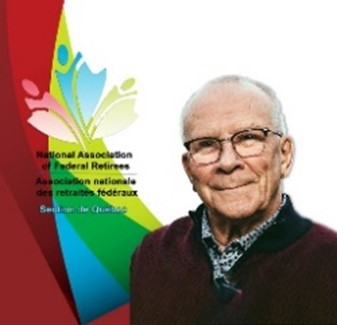 National Association
of Federal Retirees
Association nationale
des retraités fédéraux
Section de Québec